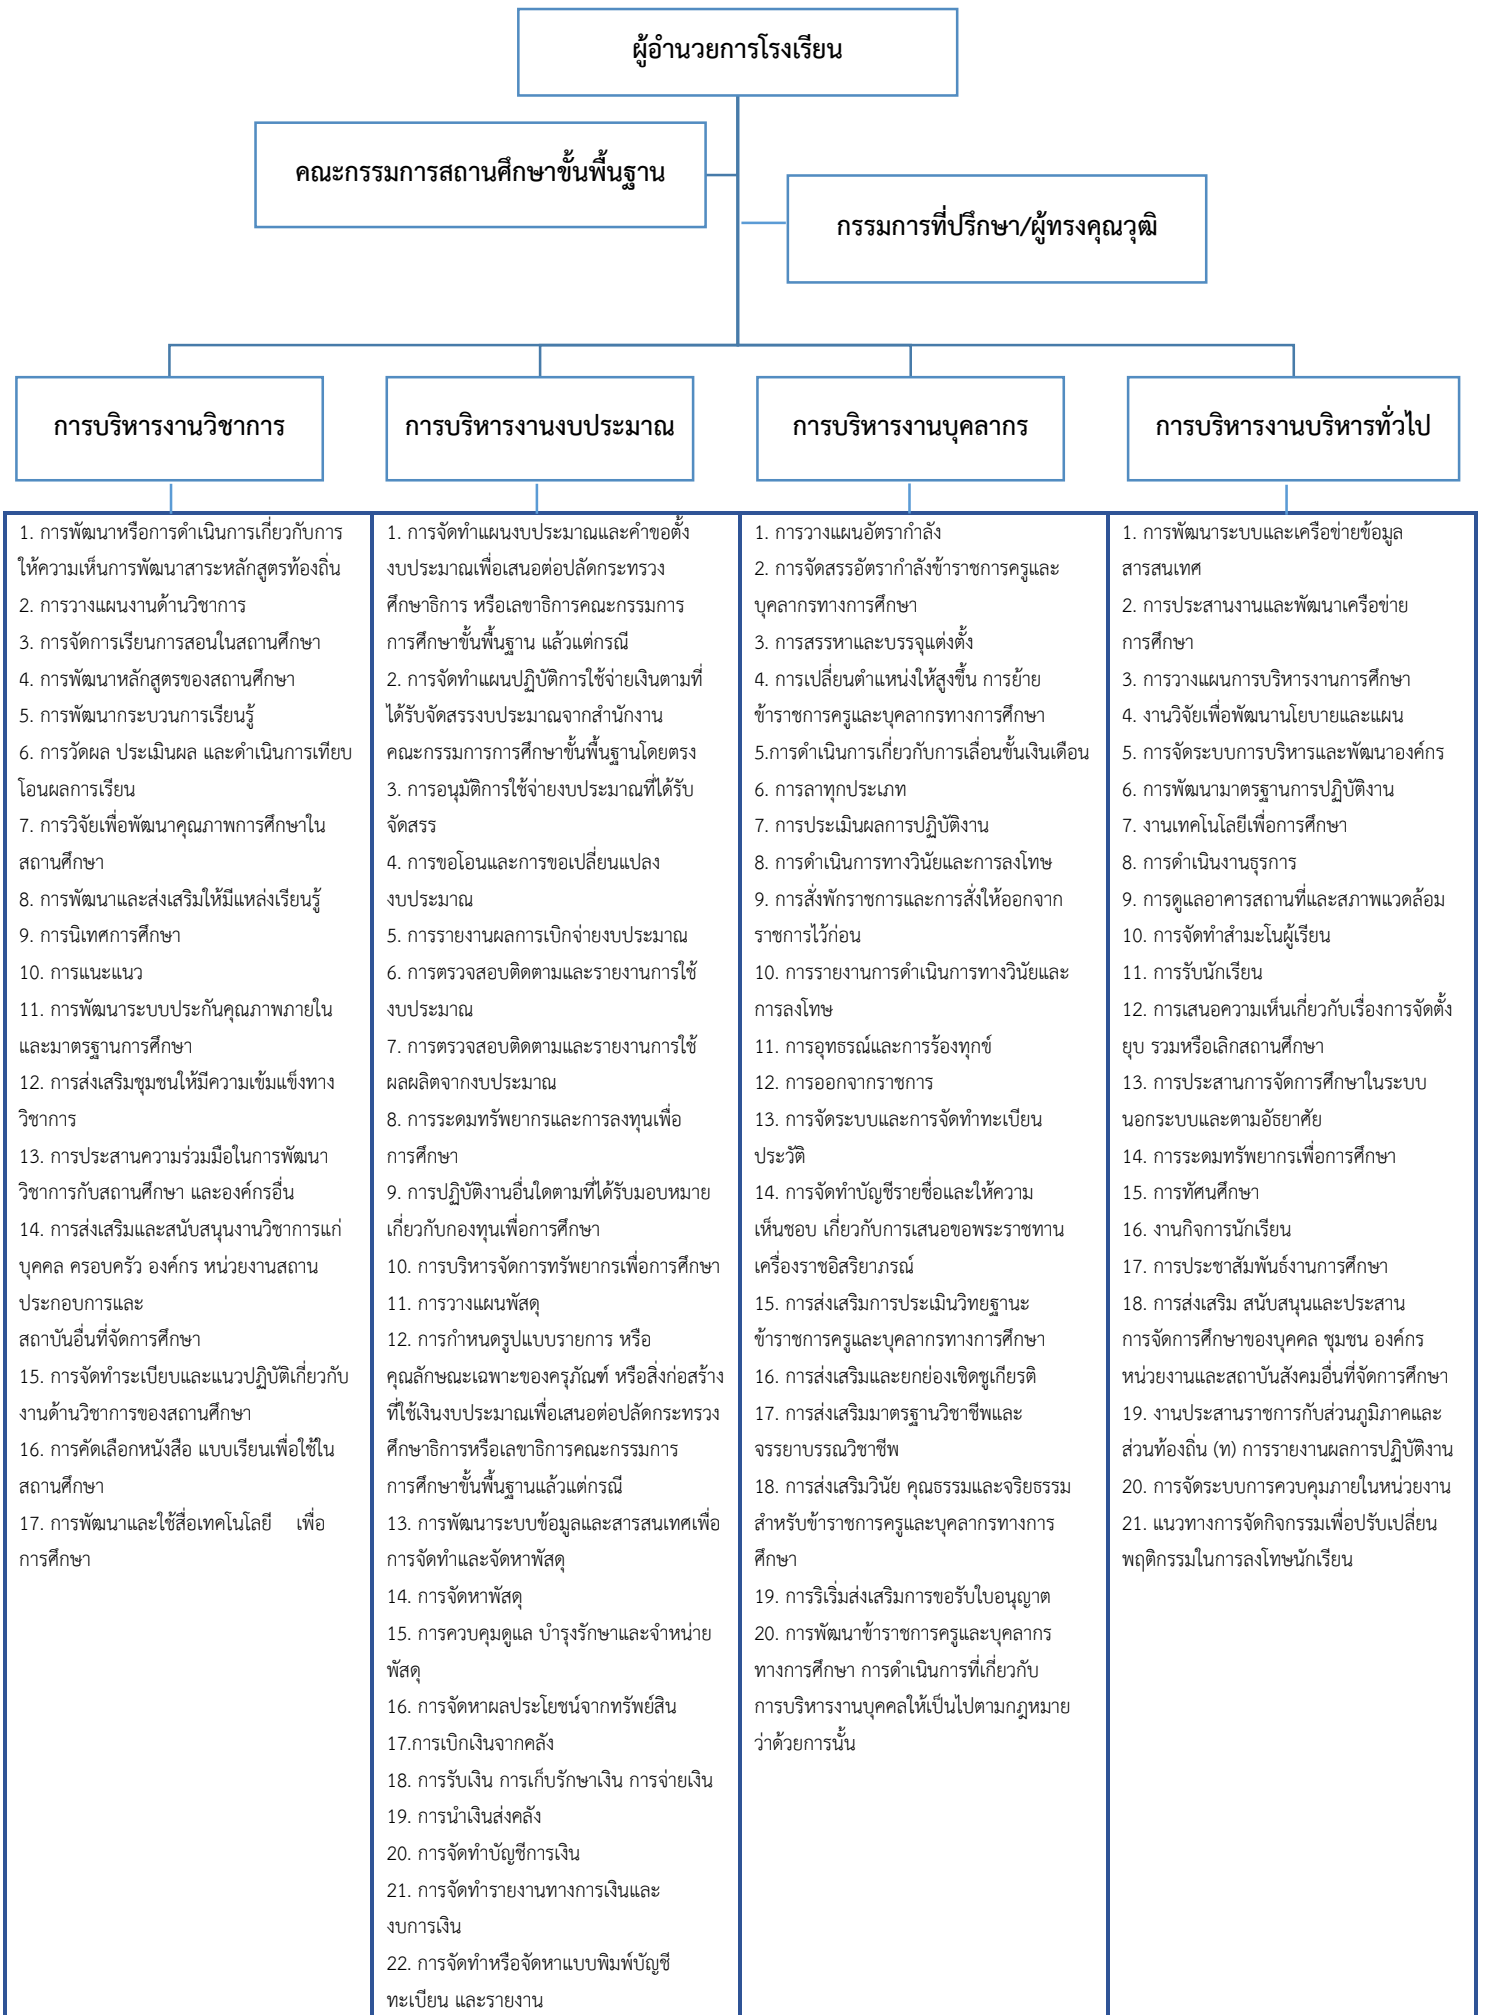 ผู้อำนวยการโรงเรียน
คณะกรรมการสถานศึกษาขั้นพื้นฐาน
กรรมการที่ปรึกษา/ผู้ทรงคุณวุฒิ
การบริหารงานวิชาการ
การบริหารงานงบประมาณ
การบริหารงานบุคลากร
การบริหารงานบริหารทั่วไป
1. การพัฒนาหรือการดำเนินการเกี่ยวกับการ
ให้ความเห็นการพัฒนาสาระหลักสูตรท้องถิ่น
2. การวางแผนงานด้านวิชาการ
3. การจัดการเรียนการสอนในสถานศึกษา
4. การพัฒนาหลักสูตรของสถานศึกษา
5. การพัฒนากระบวนการเรียนรู้
6. การวัดผล ประเมินผล และดำเนินการเทียบ
โอนผลการเรียน
7. การวิจัยเพื่อพัฒนาคุณภาพการศึกษาใน
สถานศึกษา
8. การพัฒนาและส่งเสริมให้มีแหล่งเรียนรู้
9. การนิเทศการศึกษา
10. การแนะแนว
11. การพัฒนาระบบประกันคุณภาพภายใน
และมาตรฐานการศึกษา
12. การส่งเสริมชุมชนให้มีความเข้มแข็งทาง
วิชาการ
13. การประสานความร่วมมือในการพัฒนา
วิชาการกับสถานศึกษา และองค์กรอื่น
14. การส่งเสริมและสนับสนุนงานวิชาการแก่
บุคคล ครอบครัว องค์กร หน่วยงานสถาน
ประกอบการและ
สถาบันอื่นที่จัดการศึกษา
15. การจัดทำระเบียบและแนวปฏิบัติเกี่ยวกับ
งานด้านวิชาการของสถานศึกษา
16. การคัดเลือกหนังสือ แบบเรียนเพื่อใช้ใน
สถานศึกษา
17. การพัฒนาและใช้สื่อเทคโนโลยี เพื่อ
การศึกษา
1. การจัดทำแผนงบประมาณและคำขอตั้ง
งบประมาณเพื่อเสนอต่อปลัดกระทรวง
ศึกษาธิการ หรือเลขาธิการคณะกรรมการ
การศึกษาขั้นพื้นฐาน แล้วแต่กรณี
2. การจัดทำแผนปฏิบัติการใช้จ่ายเงินตามที่
ได้รับจัดสรรงบประมาณจากสำนักงาน
คณะกรรมการการศึกษาขั้นพื้นฐานโดยตรง
3. การอนุมัติการใช้จ่ายงบประมาณที่ได้รับ
จัดสรร
4. การขอโอนและการขอเปลี่ยนแปลง
งบประมาณ
5. การรายงานผลการเบิกจ่ายงบประมาณ
6. การตรวจสอบติดตามและรายงานการใช้
งบประมาณ
7. การตรวจสอบติดตามและรายงานการใช้
ผลผลิตจากงบประมาณ
8. การระดมทรัพยากรและการลงทุนเพื่อ
การศึกษา
9. การปฏิบัติงานอื่นใดตามที่ได้รับมอบหมาย
เกี่ยวกับกองทุนเพื่อการศึกษา
10. การบริหารจัดการทรัพยากรเพื่อการศึกษา
11. การวางแผนพัสดุ
12. การกำหนดรูปแบบรายการ หรือ
คุณลักษณะเฉพาะของครุภัณฑ์ หรือสิ่งก่อสร้าง
ที่ใช้เงินงบประมาณเพื่อเสนอต่อปลัดกระทรวง
ศึกษาธิการหรือเลขาธิการคณะกรรมการ
การศึกษาขั้นพื้นฐานแล้วแต่กรณี
13. การพัฒนาระบบข้อมูลและสารสนเทศเพื่อ
การจัดทำและจัดหาพัสดุ
14. การจัดหาพัสดุ
15. การควบคุมดูแล บำรุงรักษาและจำหน่าย
พัสดุ
16. การจัดหาผลประโยชน์จากทรัพย์สิน
17.การเบิกเงินจากคลัง
18. การรับเงิน การเก็บรักษาเงิน การจ่ายเงิน
19. การนำเงินส่งคลัง
20. การจัดทำบัญชีการเงิน
21. การจัดทำรายงานทางการเงินและ
งบการเงิน
22. การจัดทำหรือจัดหาแบบพิมพ์บัญชี
ทะเบียน และรายงาน
1. การวางแผนอัตรากำลัง
2. การจัดสรรอัตรากำลังข้าราชการครูและ
บุคลากรทางการศึกษา
3. การสรรหาและบรรจุแต่งตั้ง
4. การเปลี่ยนตำแหน่งให้สูงขึ้น การย้าย
ข้าราชการครูและบุคลากรทางการศึกษา
5.การดำเนินการเกี่ยวกับการเลื่อนขั้นเงินเดือน
6. การลาทุกประเภท
7. การประเมินผลการปฏิบัติงาน
8. การดำเนินการทางวินัยและการลงโทษ
9. การสั่งพักราชการและการสั่งให้ออกจาก
ราชการไว้ก่อน
10. การรายงานการดำเนินการทางวินัยและ
การลงโทษ
11. การอุทธรณ์และการร้องทุกข์
12. การออกจากราชการ
13. การจัดระบบและการจัดทำทะเบียน
ประวัติ
14. การจัดทำบัญชีรายชื่อและให้ความ
เห็นชอบ เกี่ยวกับการเสนอขอพระราชทาน
เครื่องราชอิสริยาภรณ์
15. การส่งเสริมการประเมินวิทยฐานะ
ข้าราชการครูและบุคลากรทางการศึกษา
16. การส่งเสริมและยกย่องเชิดชูเกียรติ
17. การส่งเสริมมาตรฐานวิชาชีพและ
จรรยาบรรณวิชาชีพ
18. การส่งเสริมวินัย คุณธรรมและจริยธรรม
สำหรับข้าราชการครูและบุคลากรทางการ
ศึกษา
19. การริเริ่มส่งเสริมการขอรับใบอนุญาต
20. การพัฒนาข้าราชการครูและบุคลากร
ทางการศึกษา การดำเนินการที่เกี่ยวกับ
การบริหารงานบุคคลให้เป็นไปตามกฎหมาย
ว่าด้วยการนั้น
1. การพัฒนาระบบและเครือข่ายข้อมูล
สารสนเทศ
2. การประสานงานและพัฒนาเครือข่าย
การศึกษา
3. การวางแผนการบริหารงานการศึกษา
4. งานวิจัยเพื่อพัฒนานโยบายและแผน
5. การจัดระบบการบริหารและพัฒนาองค์กร
6. การพัฒนามาตรฐานการปฏิบัติงาน
7. งานเทคโนโลยีเพื่อการศึกษา
8. การดำเนินงานธุรการ
9. การดูแลอาคารสถานที่และสภาพแวดล้อม
10. การจัดทำสำมะโนผู้เรียน
11. การรับนักเรียน
12. การเสนอความเห็นเกี่ยวกับเรื่องการจัดตั้ง
ยุบ รวมหรือเลิกสถานศึกษา
13. การประสานการจัดการศึกษาในระบบ
นอกระบบและตามอัธยาศัย
14. การระดมทรัพยากรเพื่อการศึกษา
15. การทัศนศึกษา
16. งานกิจการนักเรียน
17. การประชาสัมพันธ์งานการศึกษา
18. การส่งเสริม สนับสนุนและประสาน
การจัดการศึกษาของบุคคล ชุมชน องค์กร
หน่วยงานและสถาบันสังคมอื่นที่จัดการศึกษา
19. งานประสานราชการกับส่วนภูมิภาคและ
ส่วนท้องถิ่น (ท) การรายงานผลการปฏิบัติงาน
20. การจัดระบบการควบคุมภายในหน่วยงาน
21. แนวทางการจัดกิจกรรมเพื่อปรับเปลี่ยน
พฤติกรรมในการลงโทษนักเรียน